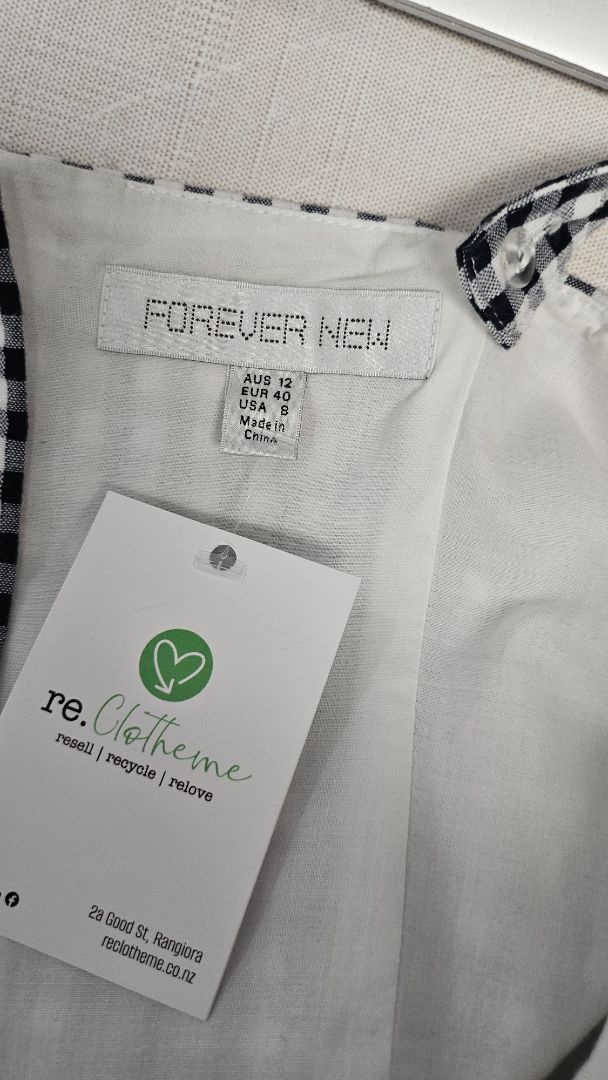 FOREVER NEW
AUS 12
EUR 40
USA 8
Made in
China
re.Clotheme
resell | recycle | relove
2a Good St, Rangiora
reclotheme.co.nz